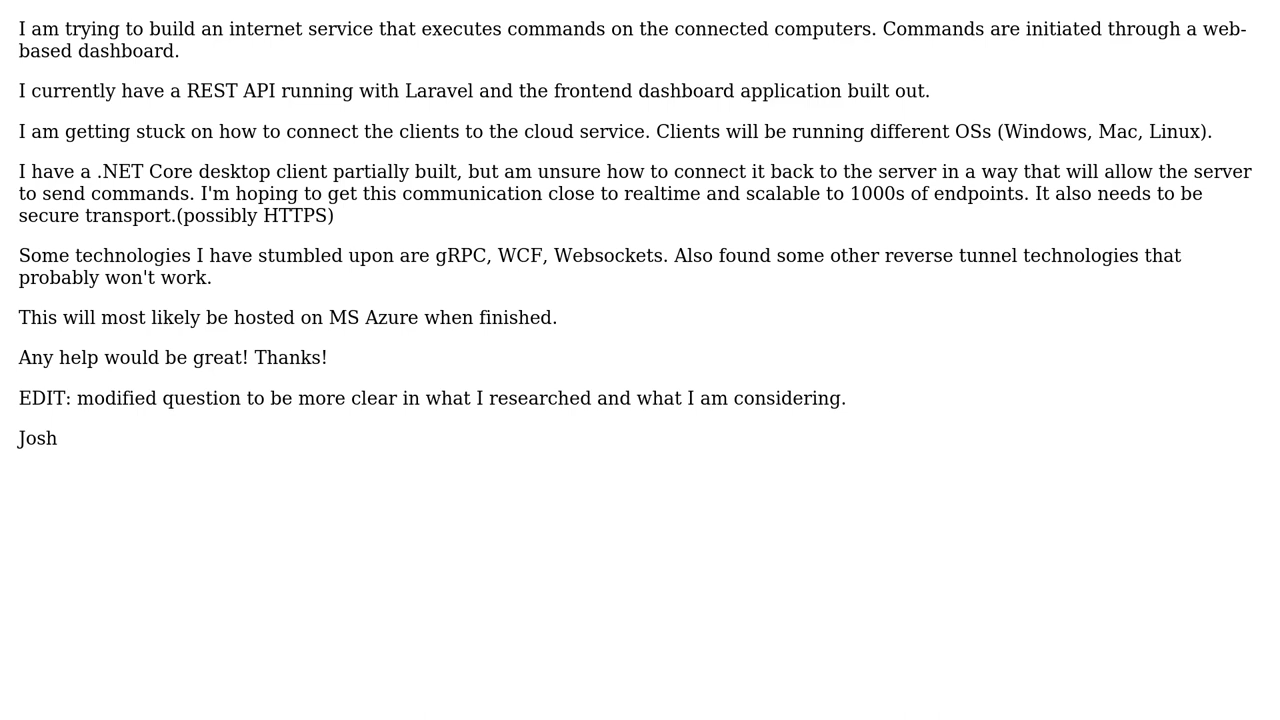 I am trying to build an internet service that executes commands on the connected computers. Commands are initiated through a web-
based dashboard.
I currently have a REST API running with Laravel and the frontend dashboard application built out.
I am getting stuck on how to connect the clients to the cloud service. Clients will be running different OSs (Windows, Mac, Linux).
I have a .NET Core desktop client partially built, but am unsure how to connect it back to the server in a way that will allow the server
to send commands. I'm hoping to get this communication close to realtime and scalable to 1000s of endpoints. It also needs to be
secure transport.(possibly HTTPS)
Some technologies I have stumbled upon are gRPC, WCF, Websockets. Also found some other reverse tunnel technologies that
probably won't work.
This will most likely be hosted on MS Azure when finished.
Any help would be great! Thanks!
EDIT: modified question to be more clear in what I researched and what I am considering.
Josh